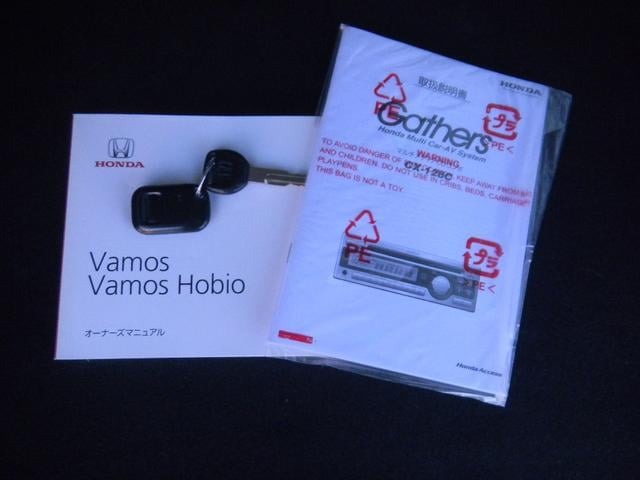 HONDA
Vamos
Vamos Hobio
オーナーズマニュアル
取扱説明書
HONDA
Gathers
Honda Multi Car-AV System
CX-128C
WARNING
TO AVOID DANGER OF KEEP AWAY FROM
AND CHILDREN. DO NOT USE IN CRIBS, BEDS, CARRIAGE
PLAYPENS.
THIS BAG IS NOT A TOY.
PE
プラ
>PE<
PE
プラ
>PE<
Honda Access